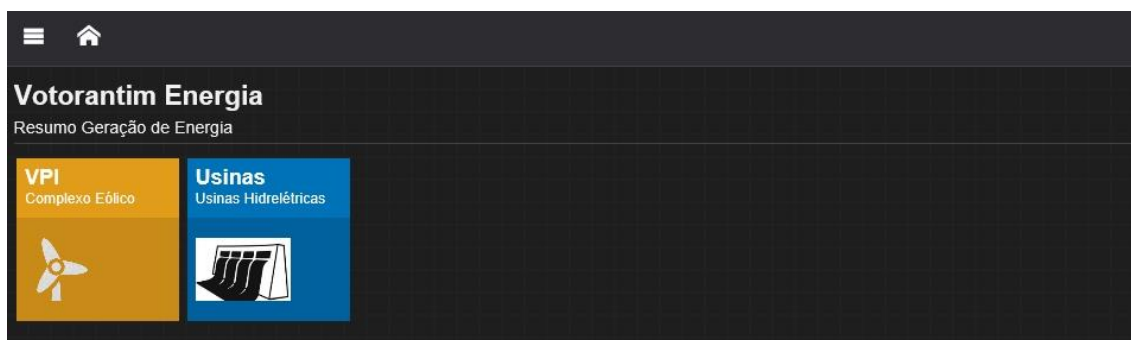 Votorantim Energia
Resumo Geração de Energia
VPI
Complexo Eólico
Usinas
Usinas Hidrelétricas